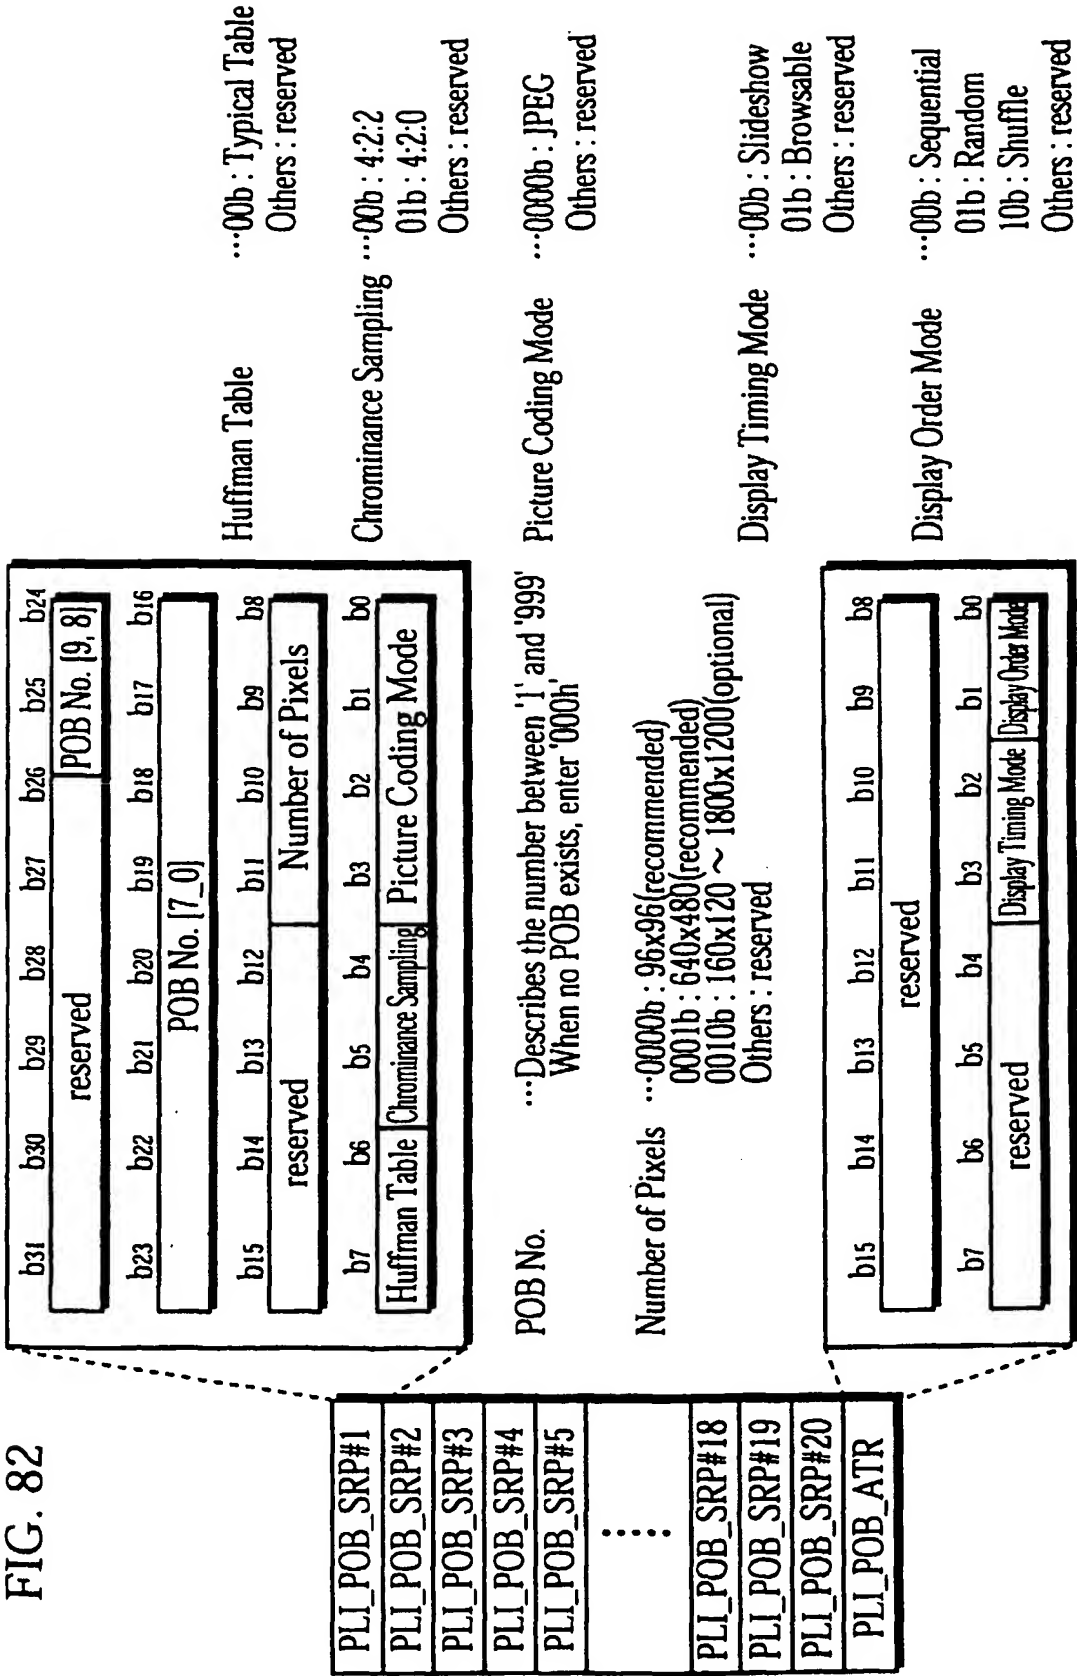 FIG. 82
PLI_POB_SRP#1
PLI_POB_SRP#2
PLI_POB_SRP#3
PLI_POB_SRP#4
PLI_POB_SRP#5
PLI_POB_SRP#18
PLI_POB_SRP#19
PLI_POB_SRP#20
PLI_POB_ATR
b31 b30 b29 b28 b27 b26 b25 b24
reserved POB No. [9, 8]
b23 b22 b21 b20 b19 b18 b17 b16
POB No. [7_0]
b15 b14 b13 b12 b11 b10 b9 b8
reserved Number of Pixels
b7 b6 b5 b4 b3 b2 b1 b0
Huffman Table Chrominance Sampling Picture Coding Mode
POB No. ···Describes the number between '1' and '999'
When no POB exists, enter '000h'
Number of Pixels ···0000b : 96x96(recommended)
0001b : 640x480(recommended)
0010b : 160x120 ~ 1800x1200(optional)
Others : reserved
b15 b14 b13 b12 b11 b10 b9 b8
reserved
b7 b6 b5 b4 b3 b2 b1 b0
reserved Display Timing Mode Display Order Mode
Huffman Table ···00b : Typical Table
Others : reserved
Chrominance Sampling ···00b : 4:2:2
01b : 4:2:0
Others : reserved
Picture Coding Mode ···0000b : JPEG
Others : reserved
Display Timing Mode ···00b : Slideshow
01b : Browsable
Others : reserved
Display Order Mode ···00b : Sequential
01b : Random
10b : Shuffle
Others : reserved